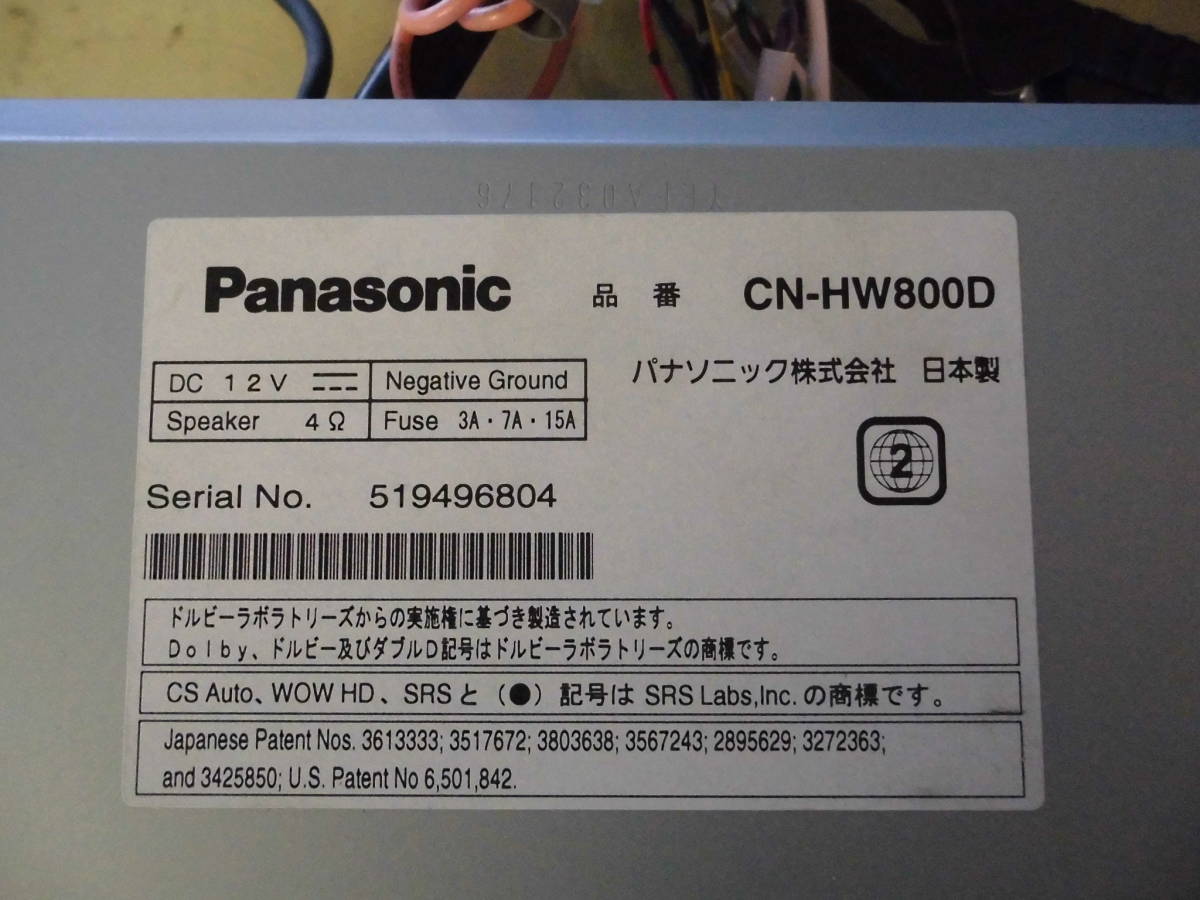 Panasonic 品 番 CN-HW800D
パナソニック株式会社 日本製
DC 12V Negative Ground
Speaker 4Ω Fuse 3A・7A・15A
2
Serial No. 519496804
ドルビーラボラトリーズからの実施権に基づき製造されています。
Dolby、ドルビー及びダブルD記号はドルビーラボラトリーズの商標です。
CS Auto、WOW HD、SRSと（●）記号は SRS Labs,Inc.の商標です。
Japanese Patent Nos. 3613333; 3517672; 3803638; 3567243; 2895629; 3272363;
and 3425850; U.S. Patent No 6,501,842.